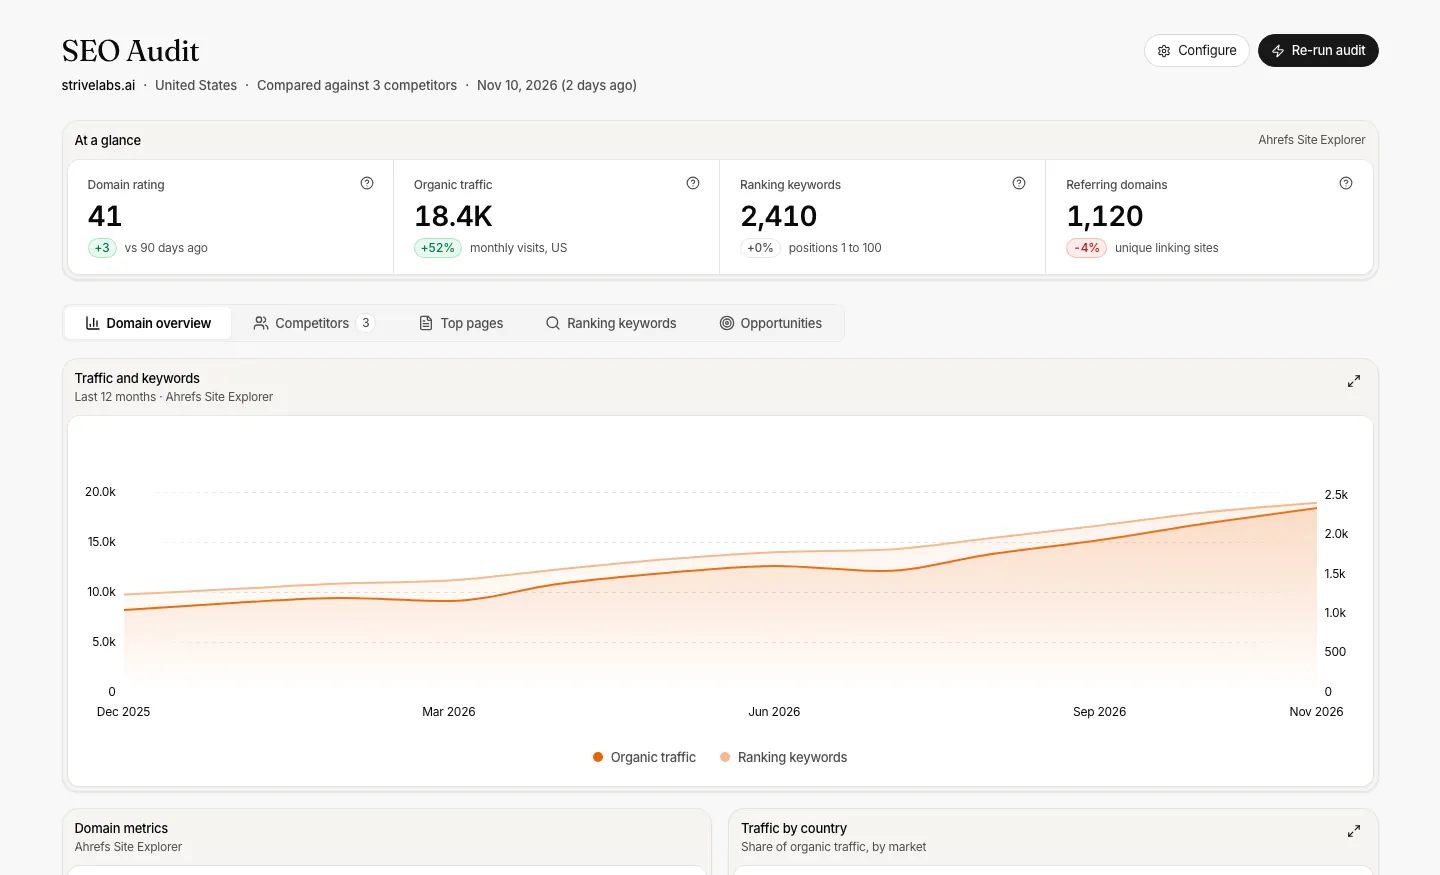 SEO Audit
Configure
Re-run audit
strivelabs.ai · United States · Compared against 3 competitors · Nov 10, 2026 (2 days ago)
At a glance
Ahrefs Site Explorer
Domain rating
41
+3 vs 90 days ago
Organic traffic
18.4K
+52% monthly visits, US
Ranking keywords
2,410
+0% positions 1 to 100
Referring domains
1,120
-4% unique linking sites
Domain overview
Competitors 3
Top pages
Ranking keywords
Opportunities
Traffic and keywords
Last 12 months · Ahrefs Site Explorer
20.0k
15.0k
10.0k
5.0k
0
2.5k
2.0k
1.5k
1.0k
500
0
Dec 2025
Mar 2026
Jun 2026
Sep 2026
Nov 2026
Organic traffic
Ranking keywords
Domain metrics
Ahrefs Site Explorer
Traffic by country
Share of organic traffic, by market